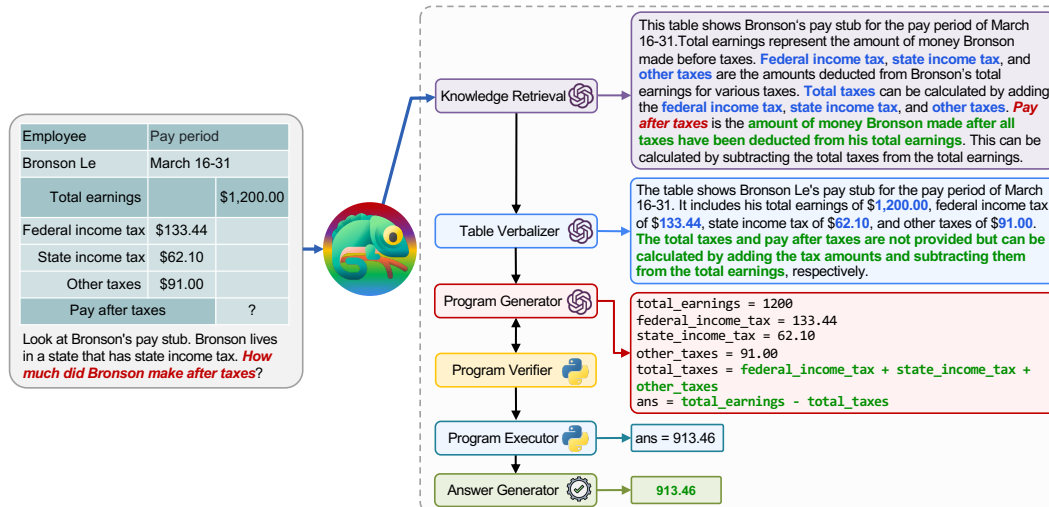 Employee Pay period
Bronson Le March 16-31
Total earnings $1,200.00
Federal income tax $133.44
State income tax $62.10
Other taxes $91.00
Pay after taxes ?
Look at Bronson's pay stub. Bronson lives
in a state that has state income tax. How
much did Bronson make after taxes?
Knowledge Retrieval
This table shows Bronson's pay stub for the pay period of March
16-31.Total earnings represent the amount of money Bronson
made before taxes. Federal income tax, state income tax, and
other taxes are the amounts deducted from Bronson's total
earnings for various taxes. Total taxes can be calculated by adding
the federal income tax, state income tax, and other taxes. Pay
after taxes is the amount of money Bronson made after all
taxes have been deducted from his total earnings. This can be
calculated by subtracting the total taxes from the total earnings.
Table Verbalizer
The table shows Bronson Le's pay stub for the pay period of March
16-31. It includes his total earnings of $1,200.00, federal income tax
of $133.44, state income tax of $62.10, and other taxes of $91.00.
The total taxes and pay after taxes are not provided but can be
calculated by adding the tax amounts and subtracting them
from the total earnings, respectively.
Program Generator
total_earnings = 1200
federal_income_tax = 133.44
state_income_tax = 62.10
other_taxes = 91.00
total_taxes = federal_income_tax + state_income_tax +
other_taxes
ans = total_earnings - total_taxes
Program Verifier
Program Executor
ans = 913.46
Answer Generator
913.46